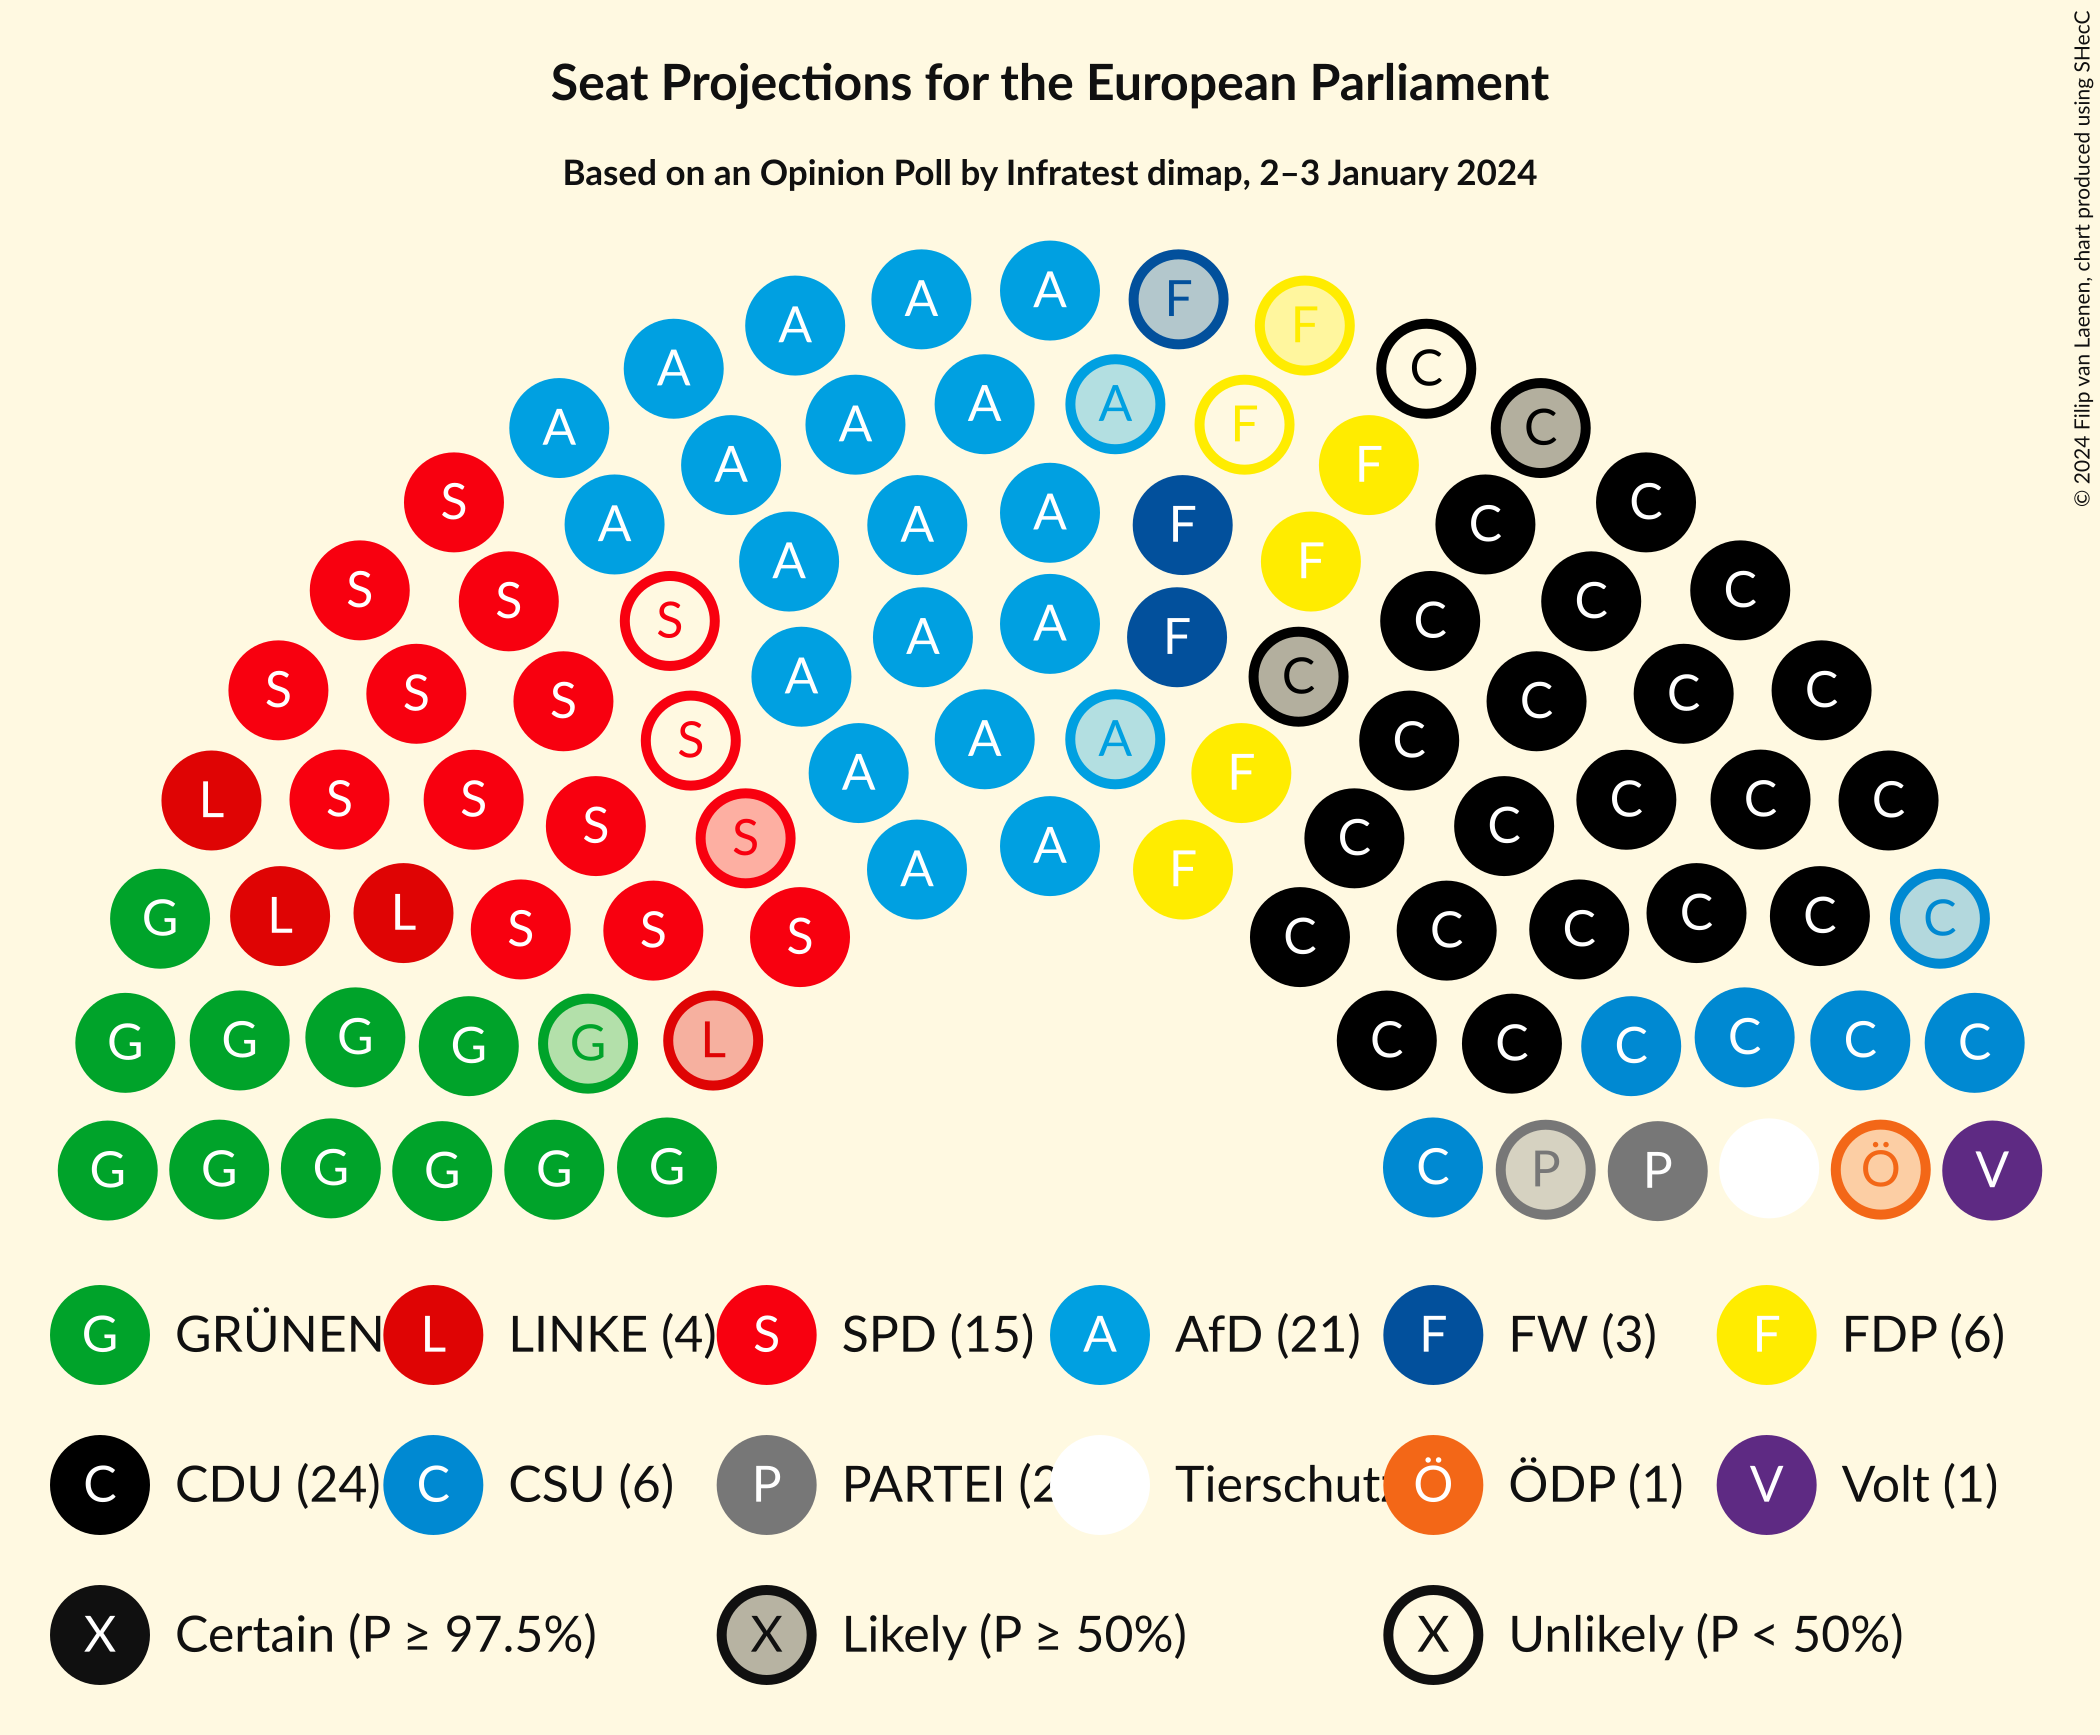 Seat Projections for the European Parliament
Based on an Opinion Poll by Infratest dimap, 2–3 January 2024
© 2024 Filip van Laenen, chart produced using SHecC
A A F
A F
A C
A A A C
A F
S A F C
A A F C
A C
S A F C
S A F C
S S C C
A A F C
S S A C C C
S A A C C
L S S S A F C C C C
S A A F C C
G L L S S S C C C C C C
G G G G G L C C C C C C
G G G G G G C P P Ö V
G GRÜNEN L LINKE (4) S SPD (15) A AfD (21) F FW (3) F FDP (6)
C CDU (24) C CSU (6) P PARTEI (2 Tierschutz Ö ÖDP (1) V Volt (1)
X Certain (P ≥ 97.5%) X Likely (P ≥ 50%) X Unlikely (P < 50%)